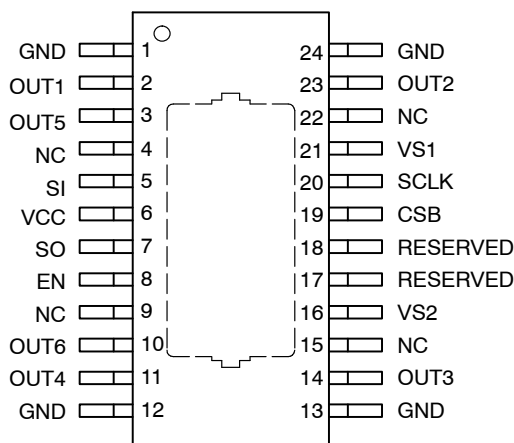 GND 1 24 GND
OUT1 2 23 OUT2
OUT5 3 22 NC
NC 4 21 VS1
SI 5 20 SCLK
VCC 6 19 CSB
SO 7 18 RESERVED
EN 8 17 RESERVED
NC 9 16 VS2
OUT6 10 15 NC
OUT4 11 14 OUT3
GND 12 13 GND